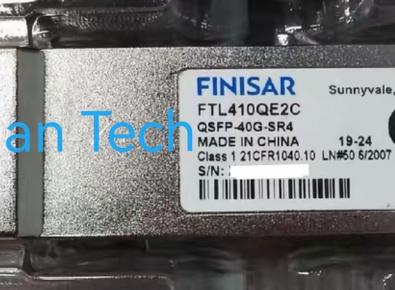 FINISAR Sunnyvale,
FTL410QE2C
QSFP-40G-SR4
MADE IN CHINA 19-24
Class 1 21CFR1040.10 LN#50 6/2007
S/N:
an Tech